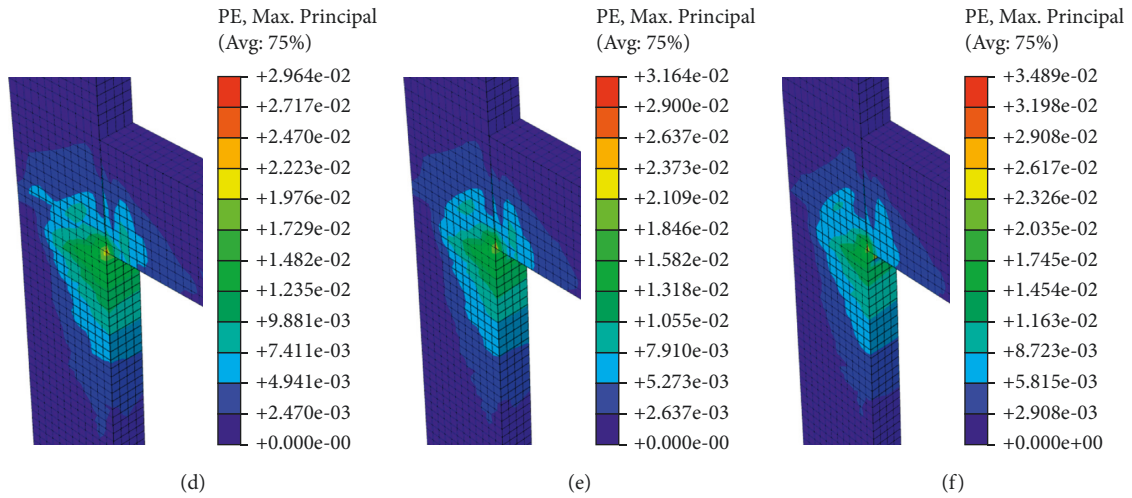 PE, Max. Principal
(Avg: 75%)
+2.964e-02
+2.717e-02
+2.470e-02
+2.223e-02
+1.976e-02
+1.729e-02
+1.482e-02
+1.235e-02
+9.881e-03
+7.411e-03
+4.941e-03
+2.470e-03
+0.000e-00
(d)
PE, Max. Principal
(Avg: 75%)
+3.164e-02
+2.900e-02
+2.637e-02
+2.373e-02
+2.109e-02
+1.846e-02
+1.582e-02
+1.318e-02
+1.055e-02
+7.910e-03
+5.273e-03
+2.637e-03
+0.000e-00
(e)
PE, Max. Principal
(Avg: 75%)
+3.489e-02
+3.198e-02
+2.908e-02
+2.617e-02
+2.326e-02
+2.035e-02
+1.745e-02
+1.454e-02
+1.163e-02
+8.723e-03
+5.815e-03
+2.908e-03
+0.000e+00
(f)